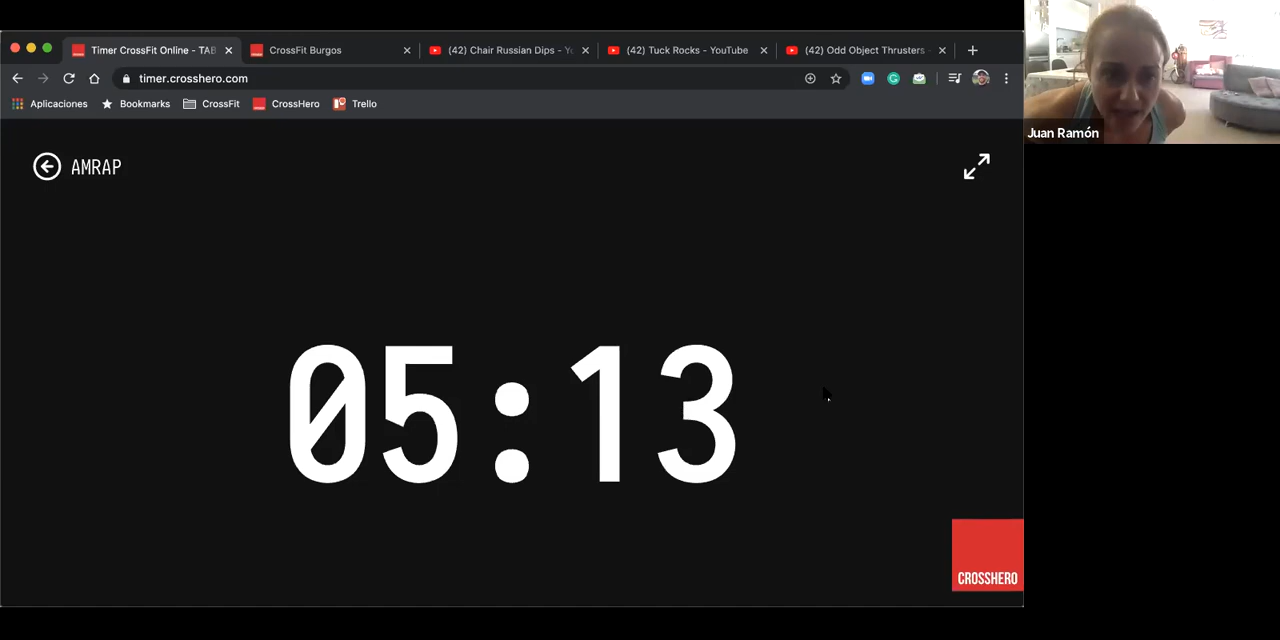 Timer CrossFit Online - TAB
CrossFit Burgos
(42) Chair Russian Dips - Yo
(42) Tuck Rocks - YouTube
(42) Odd Object Thrusters -
timer.crosshero.com
Aplicaciones
Bookmarks
CrossFit
CrossHero
Trello
AMRAP
Juan Ramón
05:13
CROSSHERO